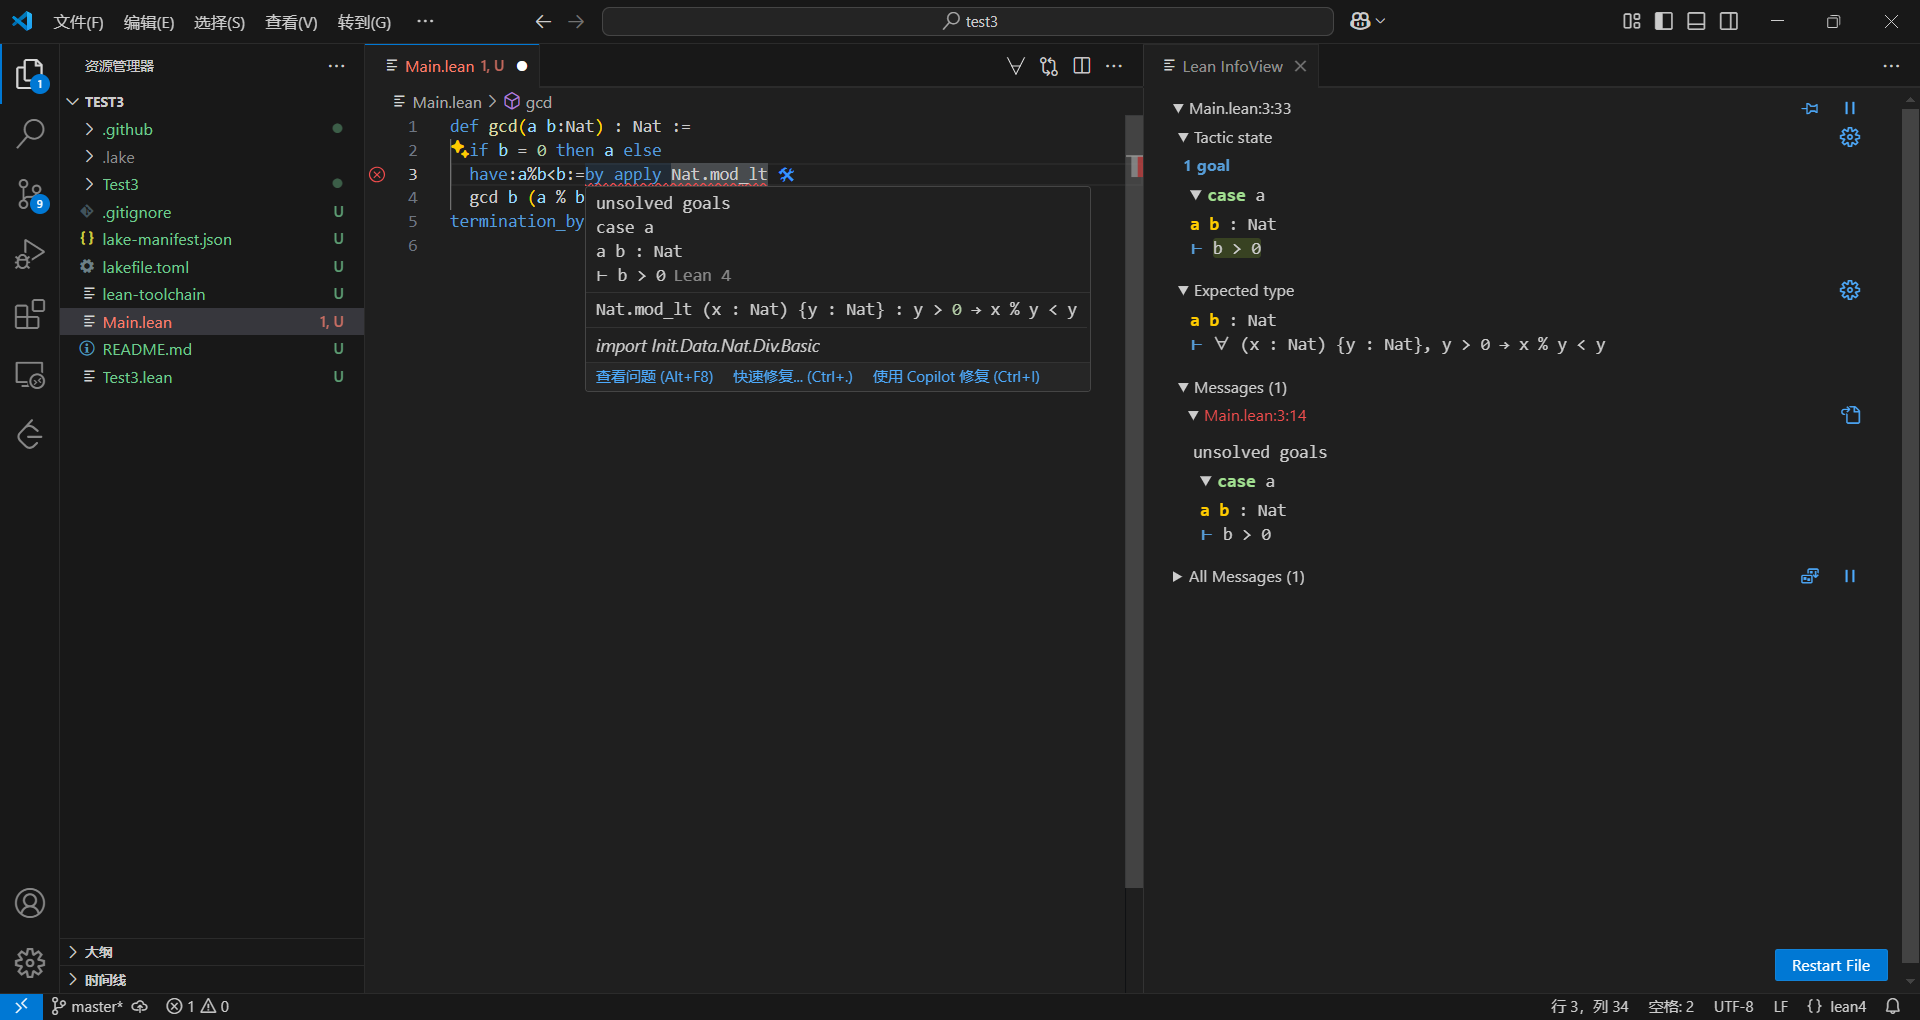 文件(F) 编辑(E) 选择(S) 查看(V) 转到(G) ··· test3
资源管理器 ···
TEST3
.github
.lake
Test3
.gitignore U
lake-manifest.json U
lakefile.toml U
lean-toolchain U
Main.lean 1, U
README.md U
Test3.lean U
大纲
时间线
1
9
Main.lean 1, U
Main.lean > gcd
1 def gcd(a b:Nat) : Nat :=
2 if b = 0 then a else
3 have:a%b<b:=by apply Nat.mod_lt
4 gcd b (a % b
5 termination_by
6
unsolved goals
case a
a b : Nat
⊢ b > 0 Lean 4
Nat.mod_lt (x : Nat) {y : Nat} : y > 0 → x % y < y
import Init.Data.Nat.Div.Basic
查看问题 (Alt+F8) 快速修复... (Ctrl+.) 使用 Copilot 修复 (Ctrl+I)
Lean InfoView
Main.lean:3:33
Tactic state
1 goal
case a
a b : Nat
⊢ b > 0
Expected type
a b : Nat
⊢ ∀ (x : Nat) {y : Nat}, y > 0 → x % y < y
Messages (1)
Main.lean:3:14
unsolved goals
case a
a b : Nat
⊢ b > 0
All Messages (1)
Restart File
master* 1 0 行 3，列 34 空格: 2 UTF-8 LF {} lean4